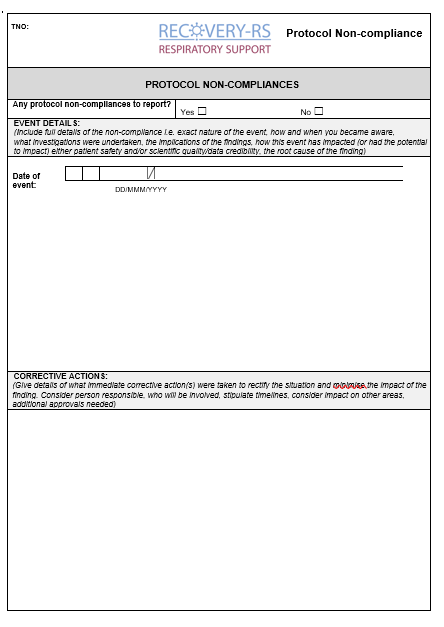 TNO:
RECOVERY-RS
RESPIRATORY SUPPORT
Protocol Non-compliance
PROTOCOL NON-COMPLIANCES
Any protocol non-compliances to report?
Yes ☐
No ☐
EVENT DETAILS:
(Include full details of the non-compliance i.e. exact nature of the event, how and when you became aware,
what investigations were undertaken, the implications of the findings, how this event has impacted (or had the potential
to impact) either patient safety and/or scientific quality/data credibility, the root cause of the finding)
Date of
event:
/
DD/MMM/YYYY
CORRECTIVE ACTIONS:
(Give details of what immediate corrective action(s) were taken to rectify the situation and minimise the impact of the
finding. Consider person responsible, who will be involved, stipulate timelines, consider impact on other areas,
additional approvals needed)